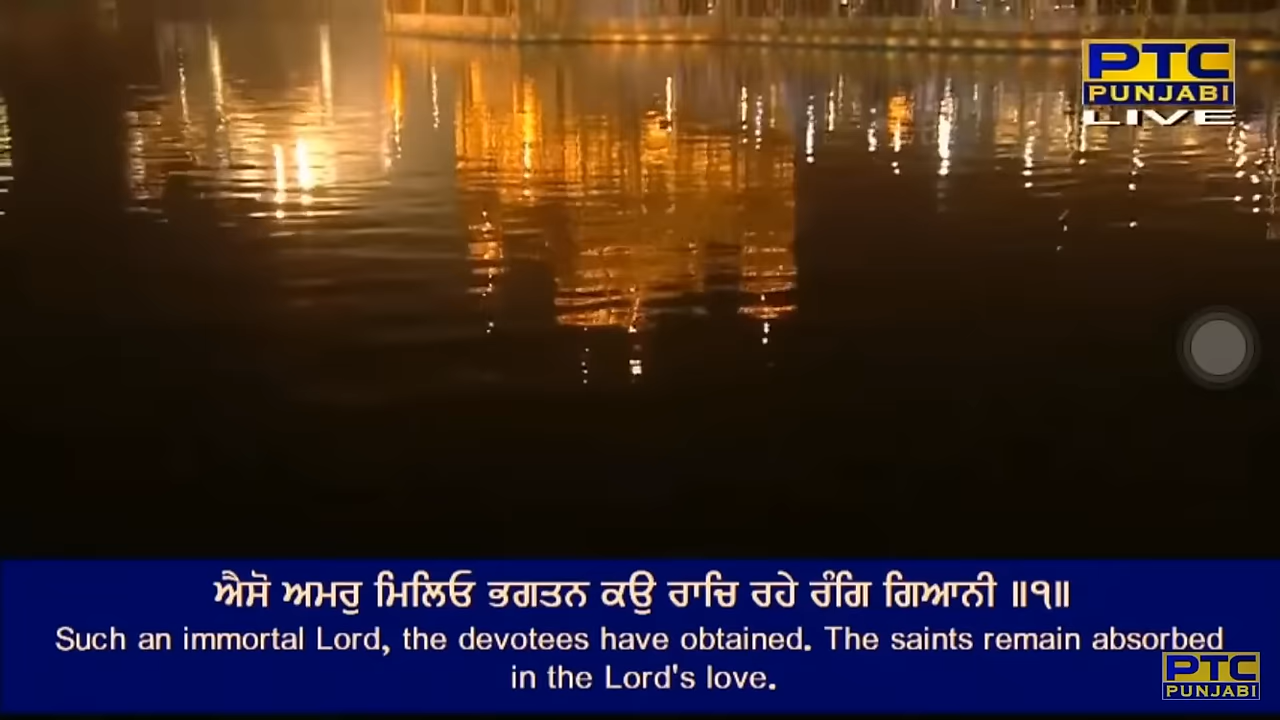 PTC
PUNJABI
LIVE
ਐਸੋ ਅਮਰੁ ਮਿਲਿਓ ਭਗਤਨ ਕਉ ਰਾਚਿ ਰਹੇ ਰੰਗਿ ਗਿਆਨੀ ॥੧॥
Such an immortal Lord, the devotees have obtained. The saints remain absorbed
in the Lord's love.
PTC
PUNJABI